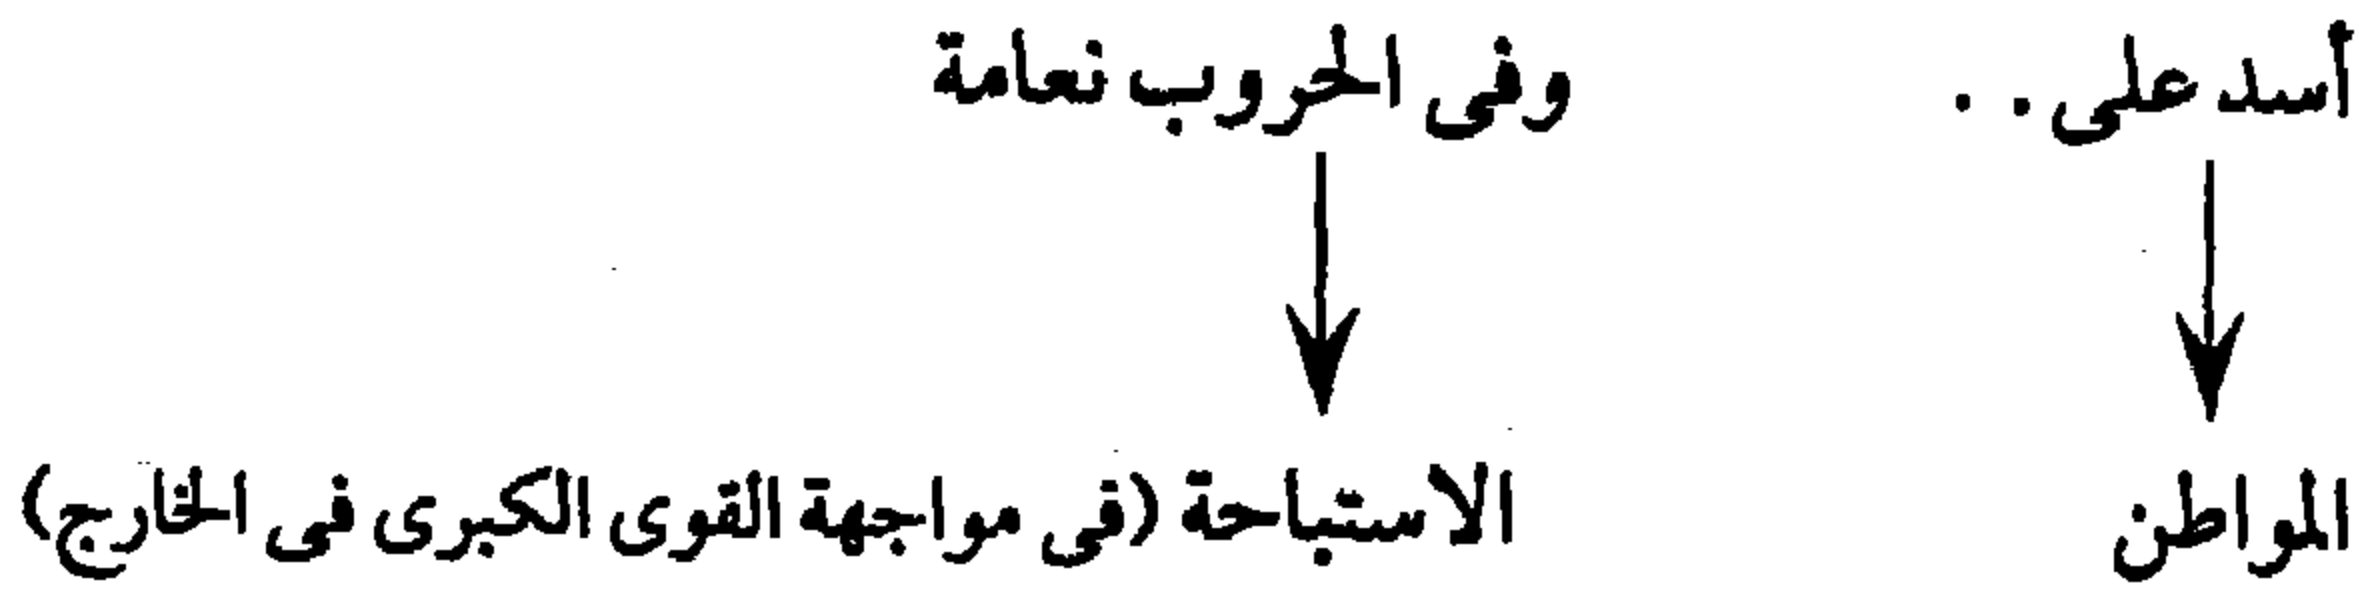 أسد على . . وفى الحروب نعامة
المواطن الاستباحة (فى مواجهة القوى الكبرى فى الخارج)